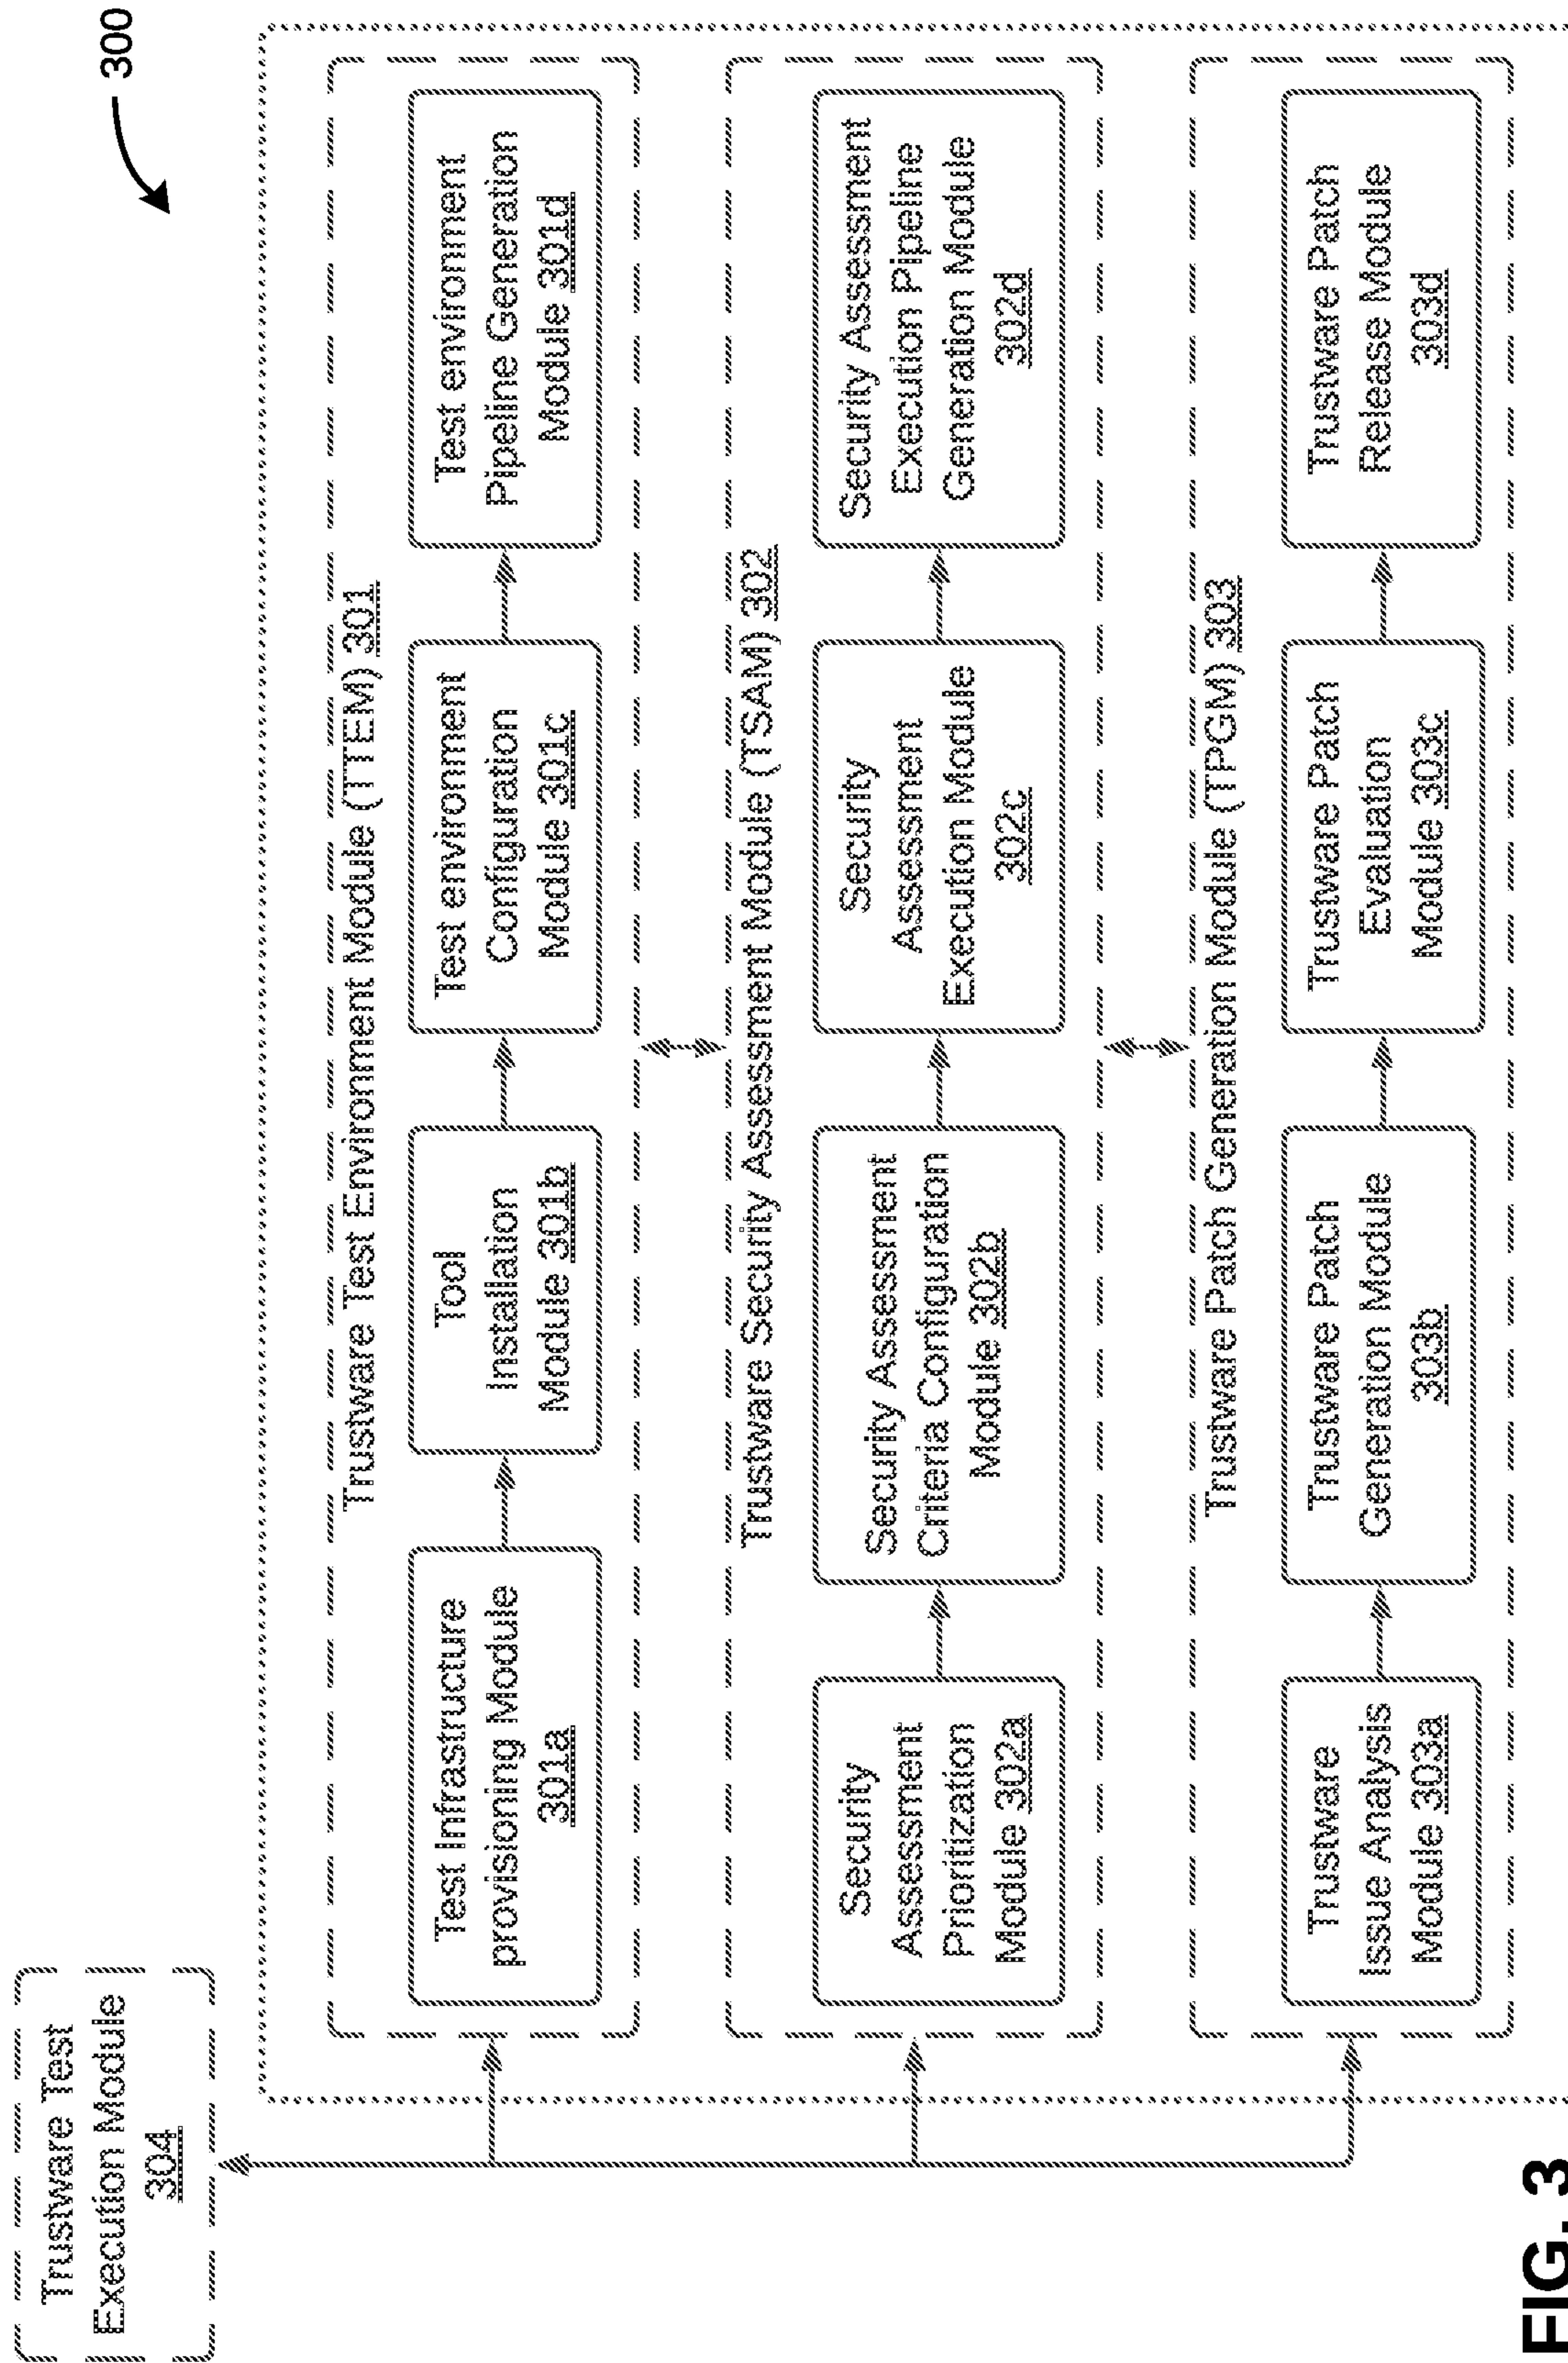 300
Trustware Test
Execution Module
304
Trustware Test Environment Module (TTEM) 301
Test Infrastructure
provisioning Module
301a
Tool
Installation
Module 301b
Test environment
Configuration
Module 301c
Test environment
Pipeline Generation
Module 301d
Trustware Security Assessment Module (TSAM) 302
Security
Assessment
Prioritization
Module 302a
Security Assessment
Criteria Configuration
Module 302b
Security
Assessment
Execution Module
302c
Security Assessment
Execution Pipeline
Generation Module
302d
Trustware Patch Generation Module (TPGM) 303
Trustware
Issue Analysis
Module 303a
Trustware Patch
Generation Module
303b
Trustware Patch
Evaluation
Module 303c
Trustware Patch
Release Module
303d
FIG. 3